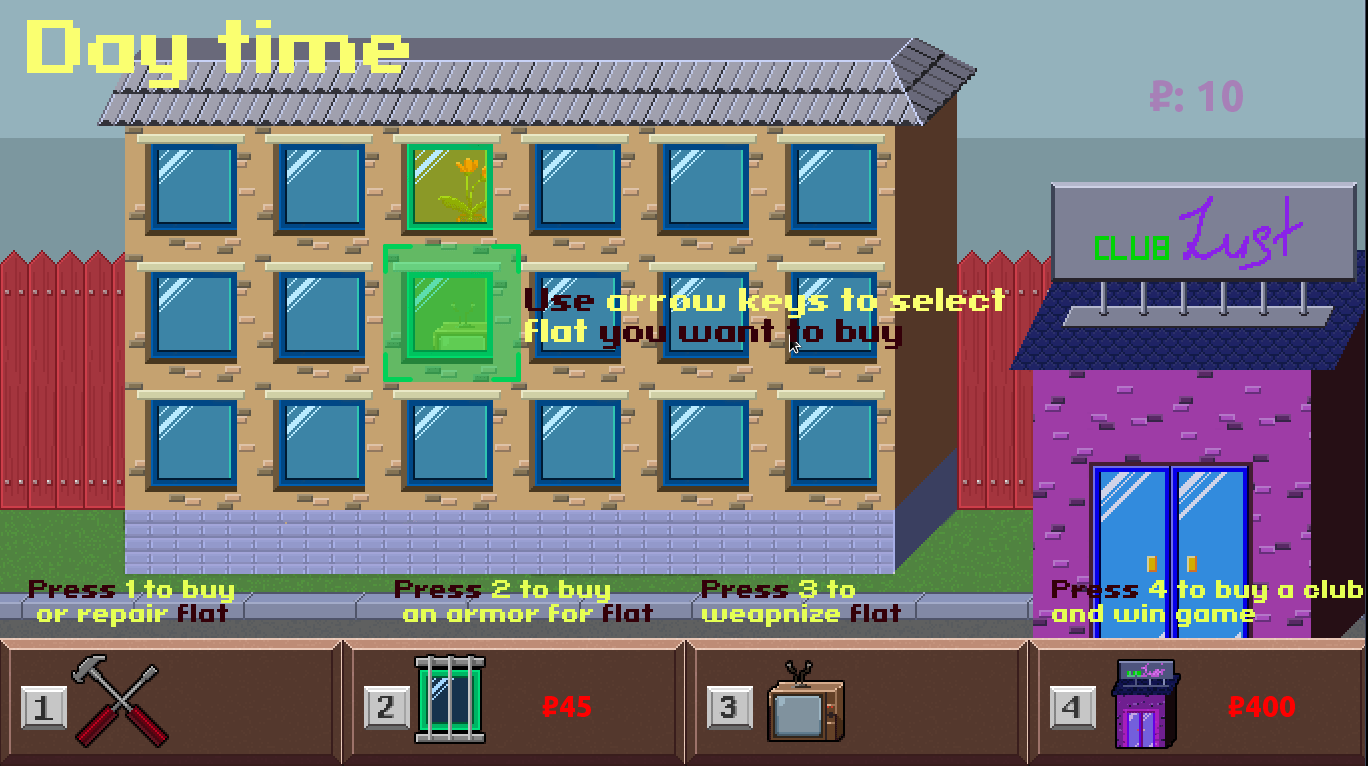 Day time
₽: 10
CLUB Lust
Use arrow keys to select
flat you want to buy
Press 1 to buy
or repair flat
Press 2 to buy
an armor for flat
Press 3 to
weapnize flat
Press 4 to buy a club
and win game
1
2
₽45
3
4
₽400